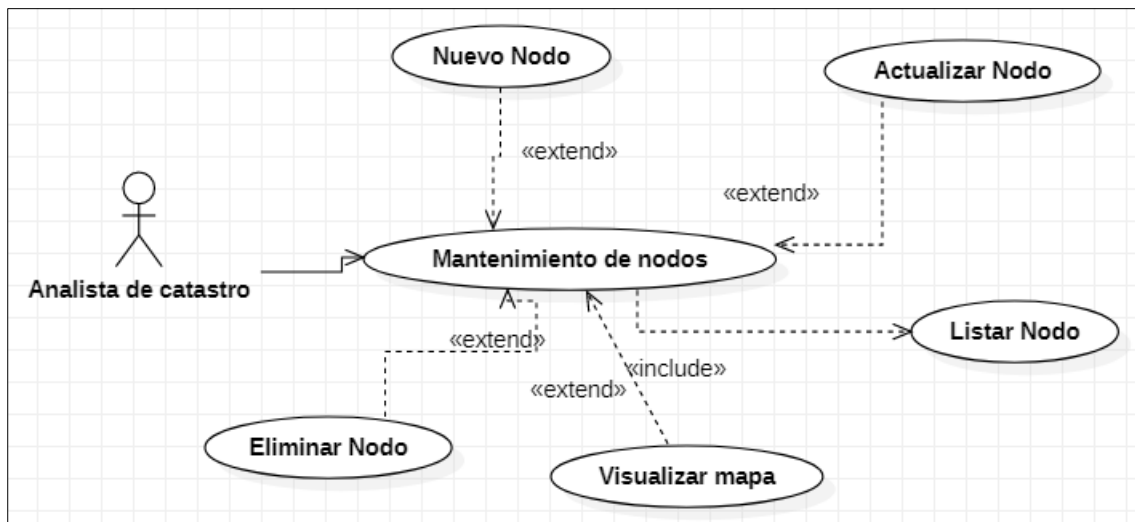 Nuevo Nodo
Actualizar Nodo
«extend»
«extend»
Mantenimiento de nodos
Analista de catastro
Listar Nodo
«extend»
«include»
«extend»
Eliminar Nodo
Visualizar mapa